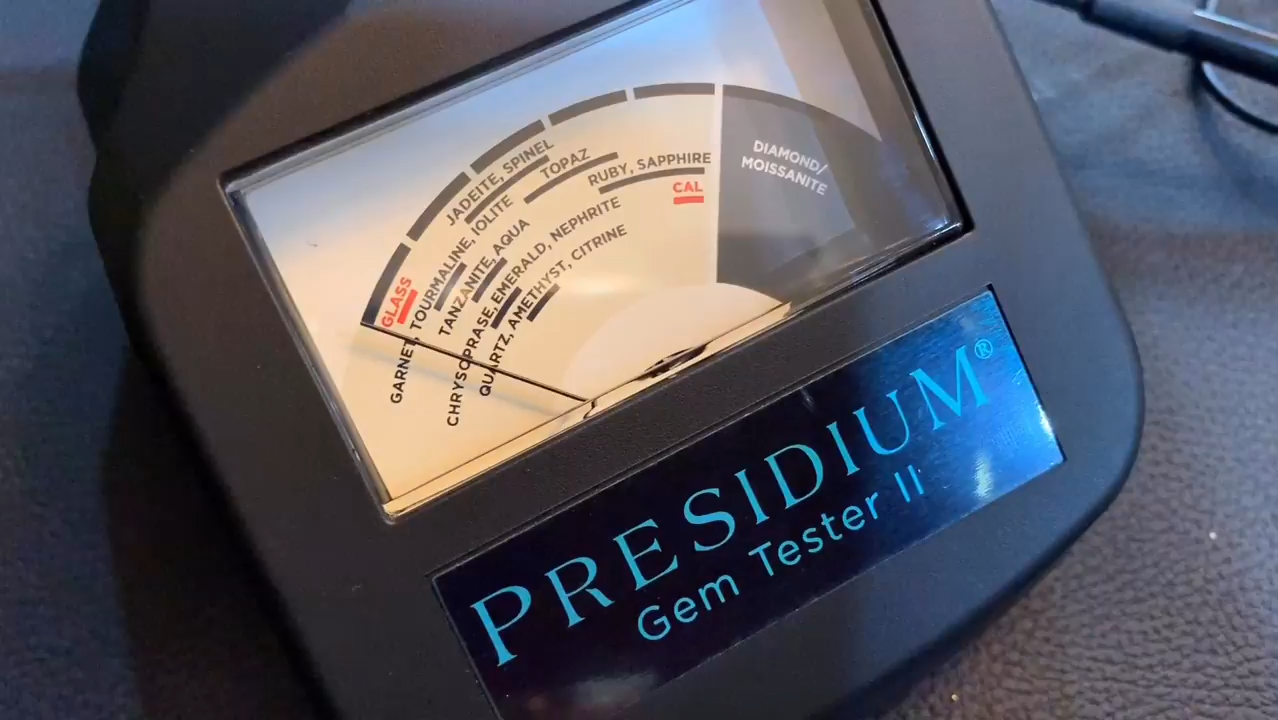 JADEITE, SPINEL
TOPAZ
RUBY, SAPPHIRE
CAL
DIAMOND/
MOISSANITE
GLASS
GARNET, TOURMALINE, IOLITE
TANZANITE, AQUA
CHRYSOPRASE, EMERALD, NEPHRITE
QUARTZ, AMETHYST, CITRINE
PRESIDIUM®
Gem Tester II